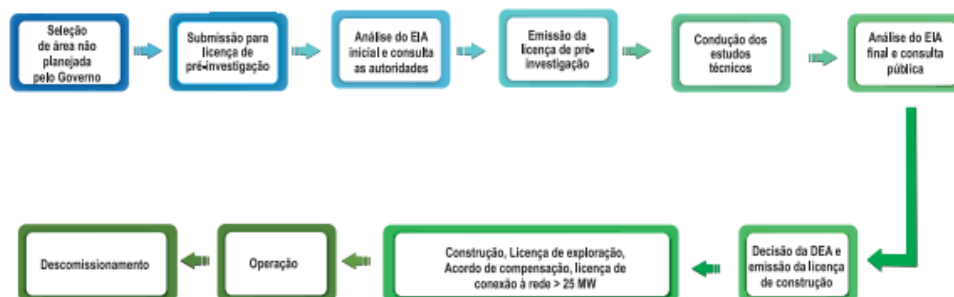 Seleção
de área não
planejada
pelo Governo
Submissão para
licença de
pré-investigação
Análise do EIA
inicial e consulta
as autoridades
Emissão da
licença de pré-
investigação
Condução dos
estudos
técnicos
Análise do EIA
final e consulta
pública
Descomissionamento
Operação
Construção, Licença de exploração,
Acordo de compensação, licença de
conexão à rede > 25 MW
Decisão da DEA e
emissão da licença
de construção